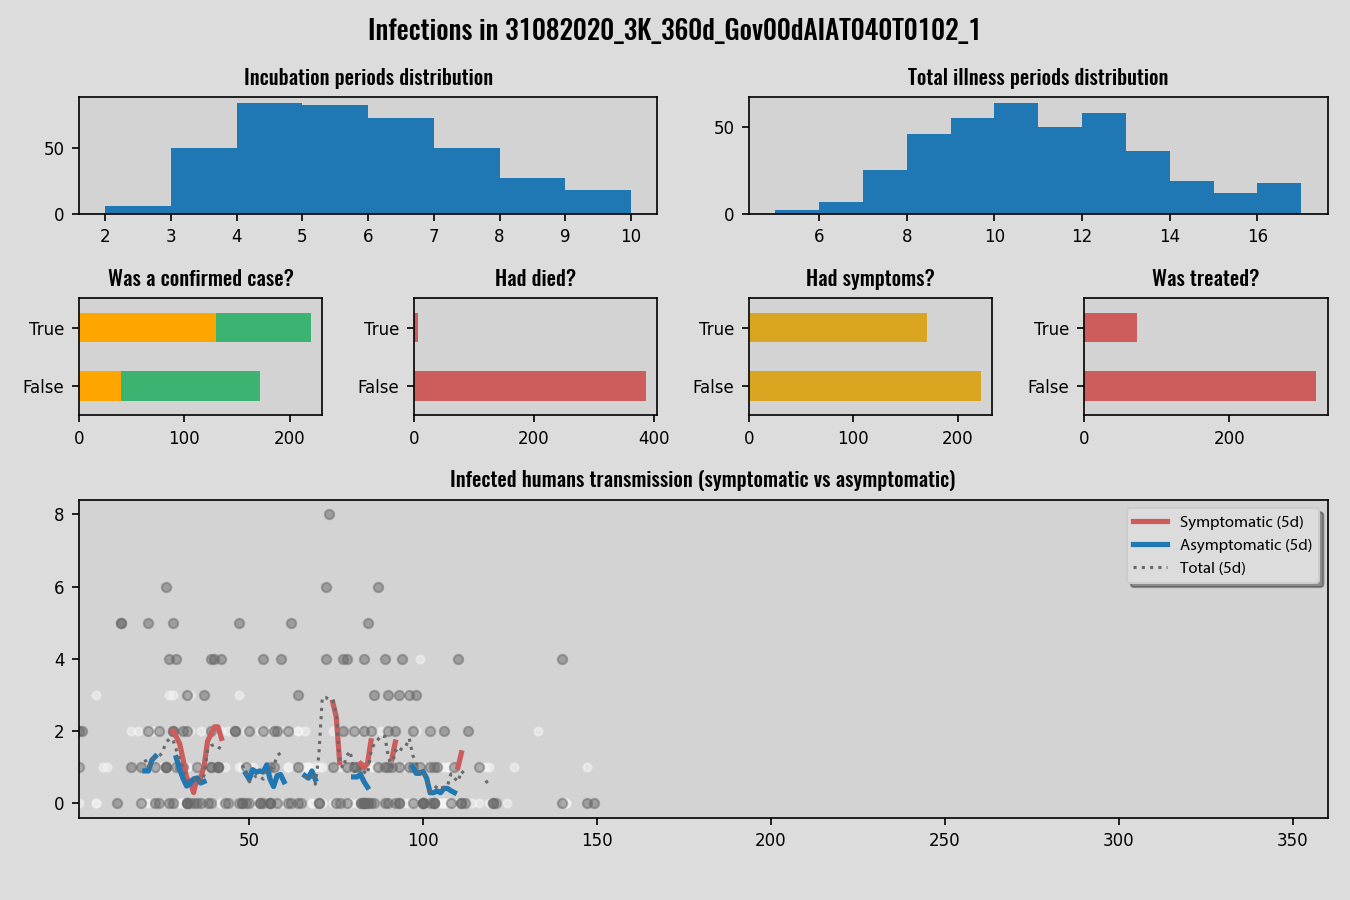 Infections in 31082020_3K_360d_Gov00dAIAT040T0102_1
Incubation periods distribution
Total illness periods distribution
50
0
2 3 4 5 6 7 8 9 10
50
0
6 8 10 12 14 16
Was a confirmed case?
Had died?
Had symptoms?
Was treated?
True
False
0 100 200
True
False
0 200 400
True
False
0 100 200
True
False
0 200
Infected humans transmission (symptomatic vs asymptomatic)
8
6
4
2
0
Symptomatic (5d)
Asymptomatic (5d)
Total (5d)
50 100 150 200 250 300 350